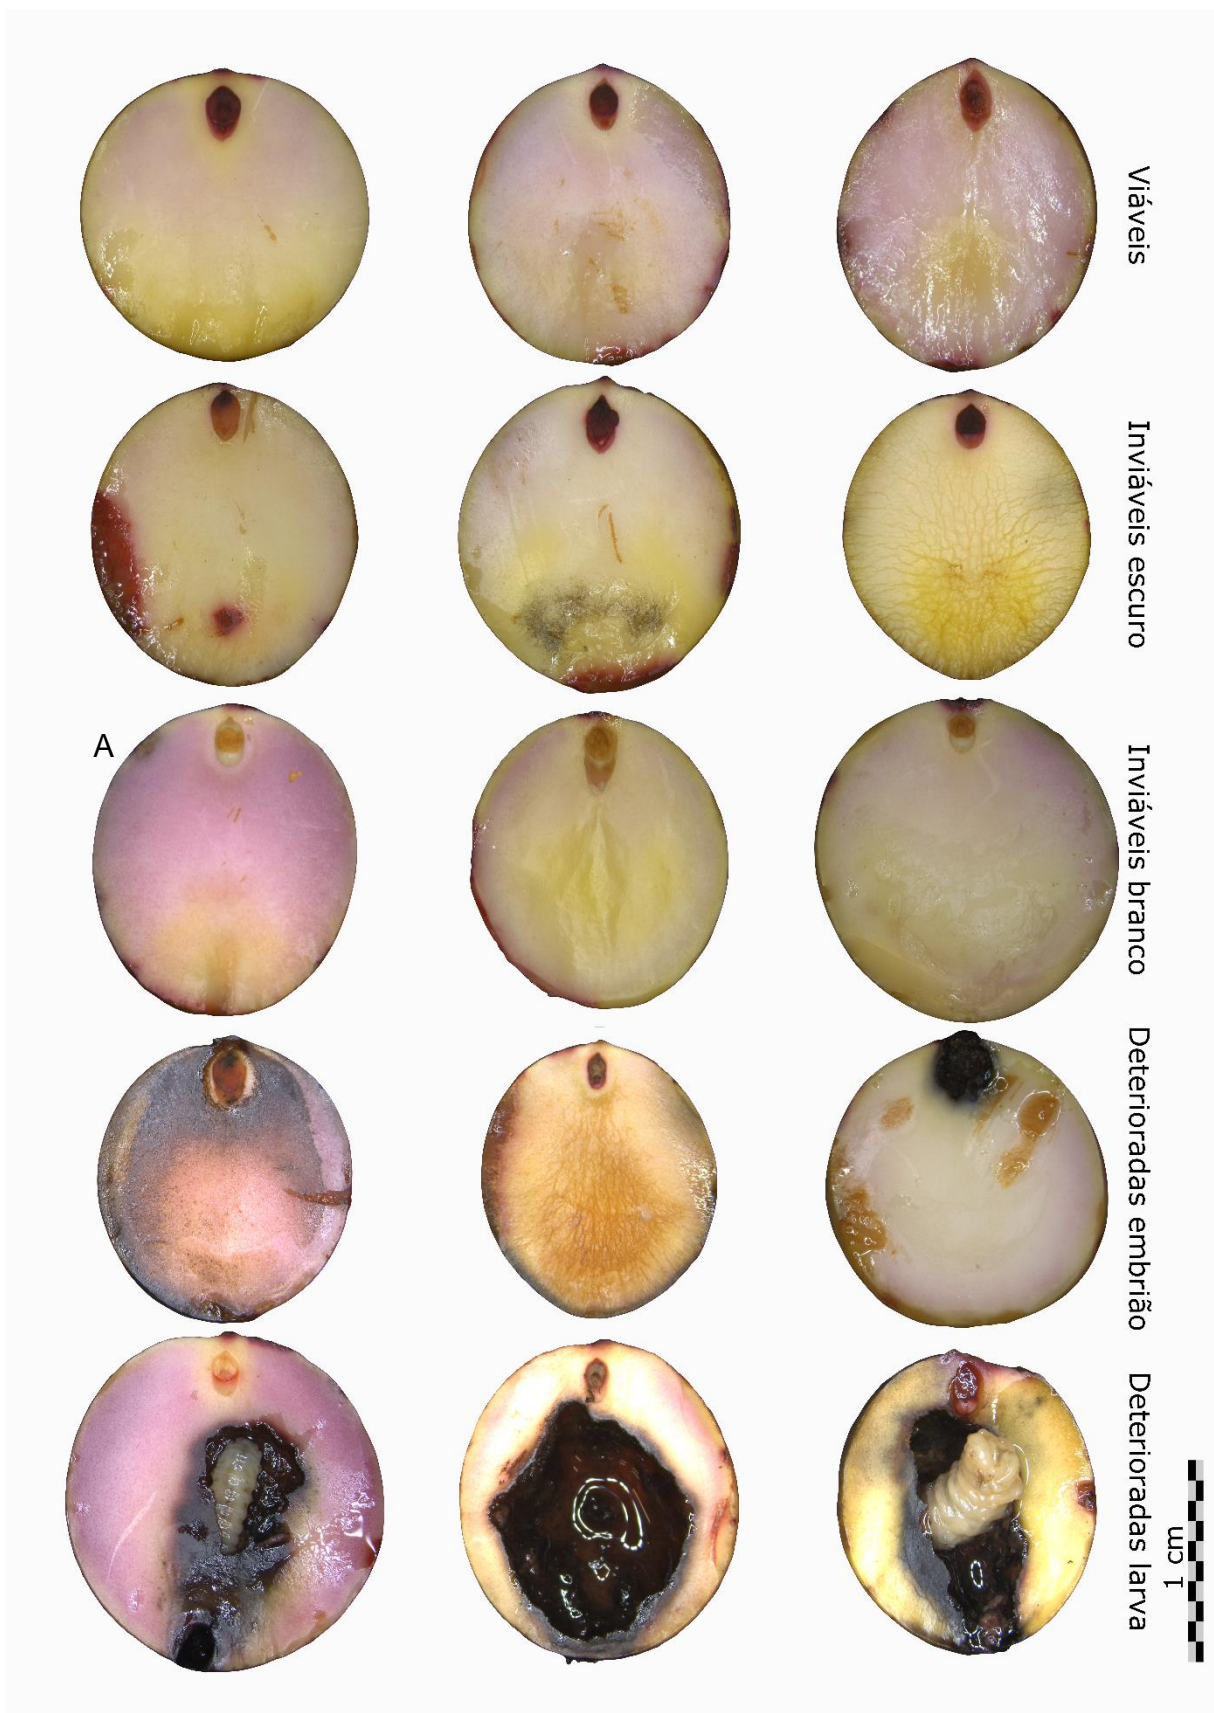 Viáveis
Inviáveis escuro
A
Inviáveis branco
Deterioradas embrião
Deterioradas larva
1 cm